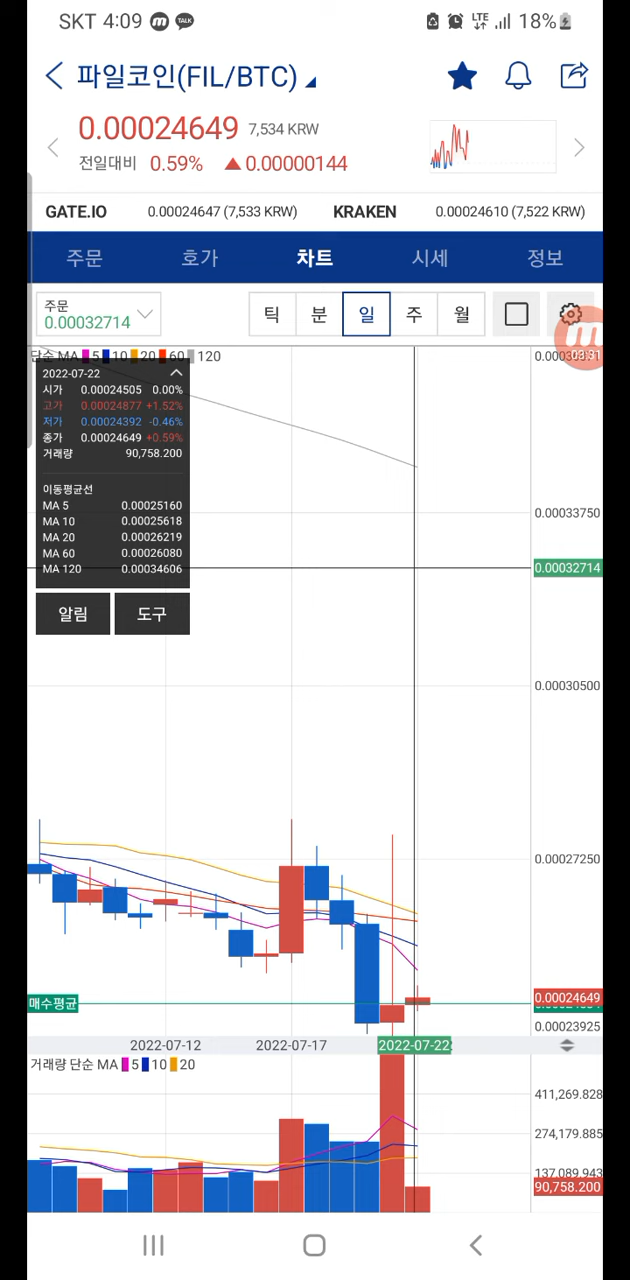 SKT 4:09 m TALK LTE 18%
파일코인(FIL/BTC)
0.00024649 7,534 KRW
전일대비 0.59% ▲0.00000144
GATE.IO 0.00024647 (7,533 KRW) KRAKEN 0.00024610 (7,522 KRW)
주문 호가 차트 시세 정보
주문
0.00032714
틱 분 일 주 월
단순 MA 5 10 20 60 120
2022-07-22
시가 0.00024505 0.00%
고가 0.00024877 +1.52%
저가 0.00024392 -0.46%
종가 0.00024649 +0.59%
거래량 90,758.200
이동평균선
MA 5 0.00025160
MA 10 0.00025618
MA 20 0.00026219
MA 60 0.00026080
MA 120 0.00034606
알림 도구
0.00033750
0.00032714
0.00030500
0.00027250
매수평균
0.00024649
0.00023925
2022-07-12 2022-07-17 2022-07-22
거래량 단순 MA 5 10 20
411,269.828
274,179.885
137,089.943
90,758.200